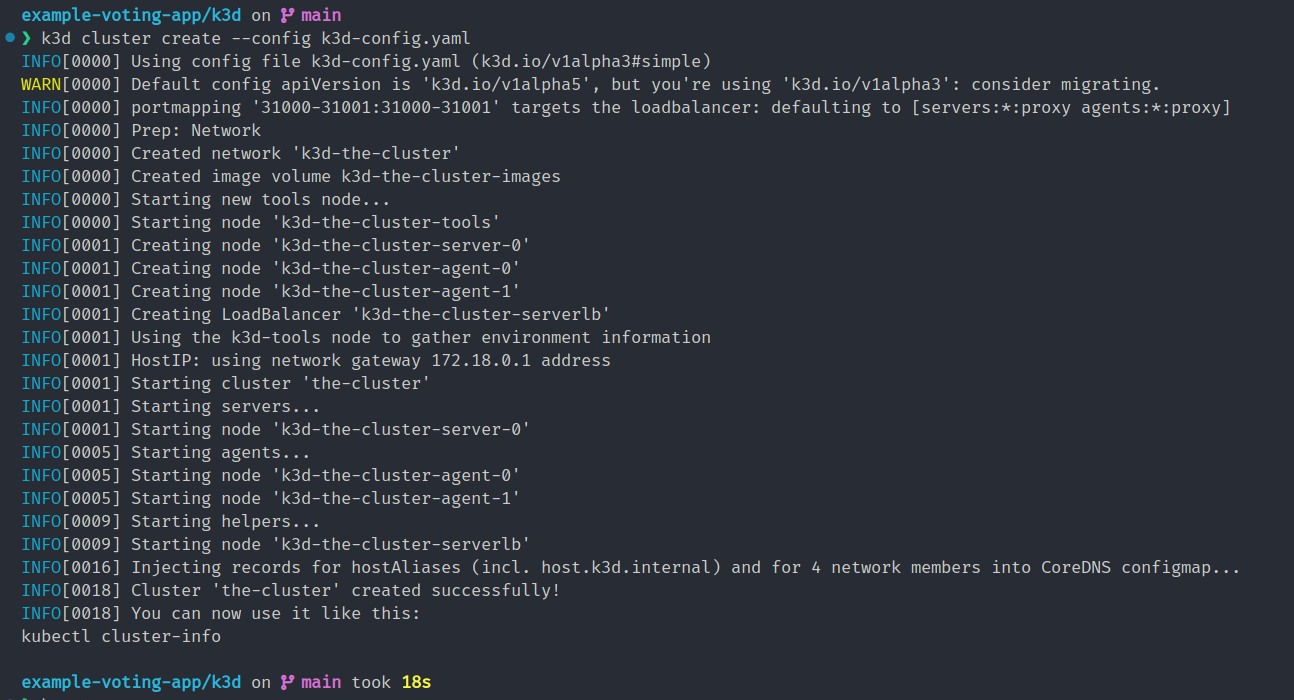 example-voting-app/k3d on main
❯ k3d cluster create --config k3d-config.yaml
INFO[0000] Using config file k3d-config.yaml (k3d.io/v1alpha3#simple)
WARN[0000] Default config apiVersion is 'k3d.io/v1alpha5', but you're using 'k3d.io/v1alpha3': consider migrating.
INFO[0000] portmapping '31000-31001:31000-31001' targets the loadbalancer: defaulting to [servers:*:proxy agents:*:proxy]
INFO[0000] Prep: Network
INFO[0000] Created network 'k3d-the-cluster'
INFO[0000] Created image volume k3d-the-cluster-images
INFO[0000] Starting new tools node...
INFO[0000] Starting node 'k3d-the-cluster-tools'
INFO[0001] Creating node 'k3d-the-cluster-server-0'
INFO[0001] Creating node 'k3d-the-cluster-agent-0'
INFO[0001] Creating node 'k3d-the-cluster-agent-1'
INFO[0001] Creating LoadBalancer 'k3d-the-cluster-serverlb'
INFO[0001] Using the k3d-tools node to gather environment information
INFO[0001] HostIP: using network gateway 172.18.0.1 address
INFO[0001] Starting cluster 'the-cluster'
INFO[0001] Starting servers...
INFO[0001] Starting node 'k3d-the-cluster-server-0'
INFO[0005] Starting agents...
INFO[0005] Starting node 'k3d-the-cluster-agent-0'
INFO[0005] Starting node 'k3d-the-cluster-agent-1'
INFO[0009] Starting helpers...
INFO[0009] Starting node 'k3d-the-cluster-serverlb'
INFO[0016] Injecting records for hostAliases (incl. host.k3d.internal) and for 4 network members into CoreDNS configmap...
INFO[0018] Cluster 'the-cluster' created successfully!
INFO[0018] You can now use it like this:
kubectl cluster-info
example-voting-app/k3d on main took 18s